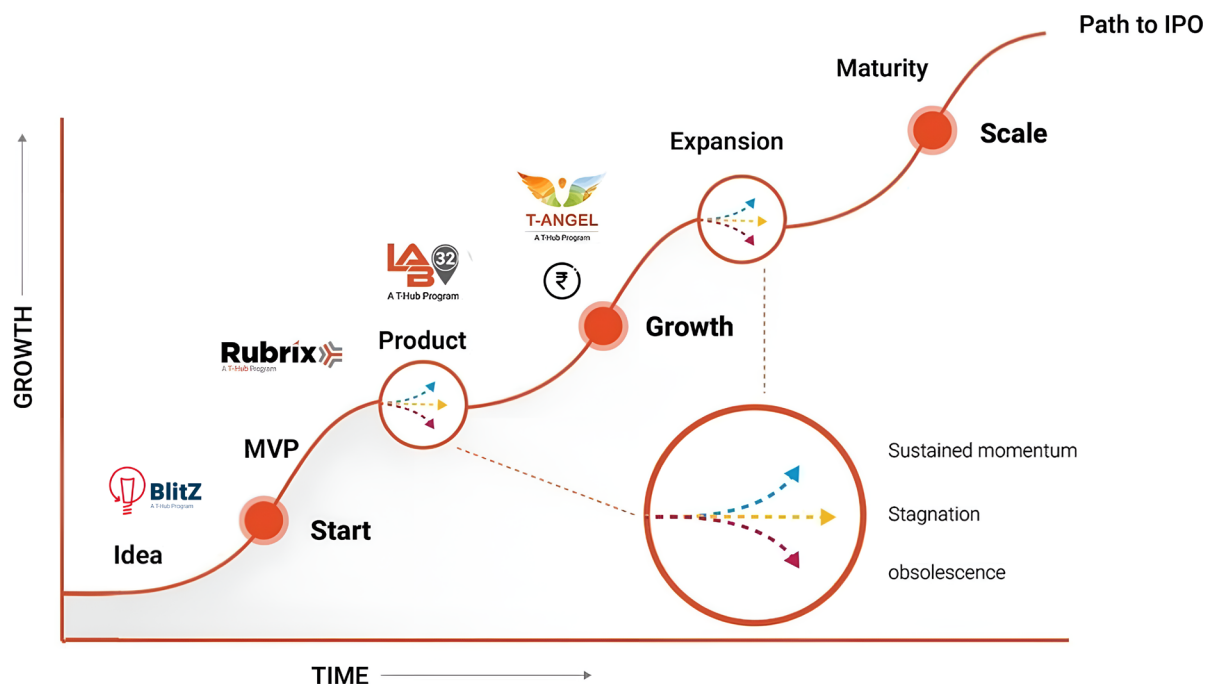 Path to IPO
Maturity
Scale
Expansion
T-ANGEL
A T-Hub Program
₹
Growth
LAB 32
A T-Hub Program
Product
Rubrix
A T-Hub Program
MVP
BlitZ
A T-Hub Program
Start
Idea
Sustained momentum
Stagnation
obsolescence
GROWTH
TIME